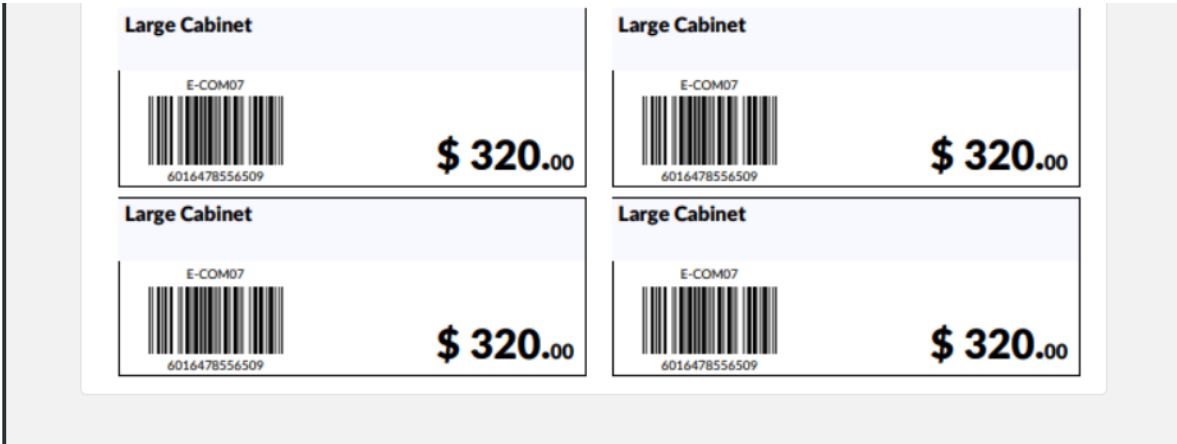 Large Cabinet
E-COM07
$ 320.00
6016478556509
Large Cabinet
E-COM07
$ 320.00
6016478556509
Large Cabinet
E-COM07
$ 320.00
6016478556509
Large Cabinet
E-COM07
$ 320.00
6016478556509